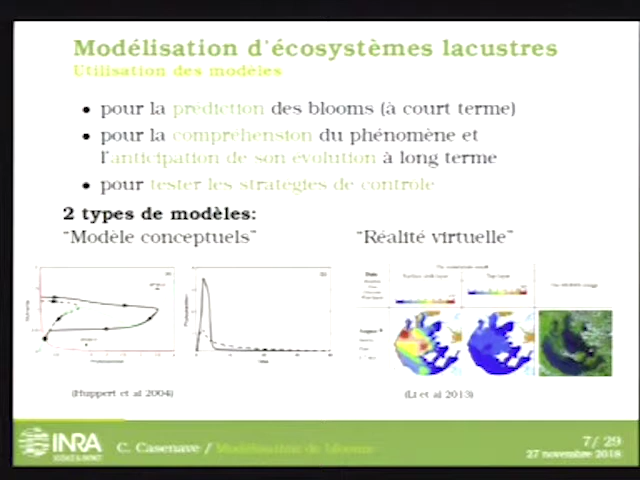 Modélisation d'écosystèmes lacustres
Utilisation des modèles
• pour la prédiction des blooms (à court terme)
• pour la compréhension du phénomène et
l'anticipation de son évolution à long terme
• pour tester les stratégies de contrôle
2 types de modèles:
"Modèle conceptuels"
"Réalité virtuelle"
(Huppert et al 2004)
(Li et al 2013)
INRA
C. Casenave / Modélisation de blooms
7/ 29
27 novembre 2018